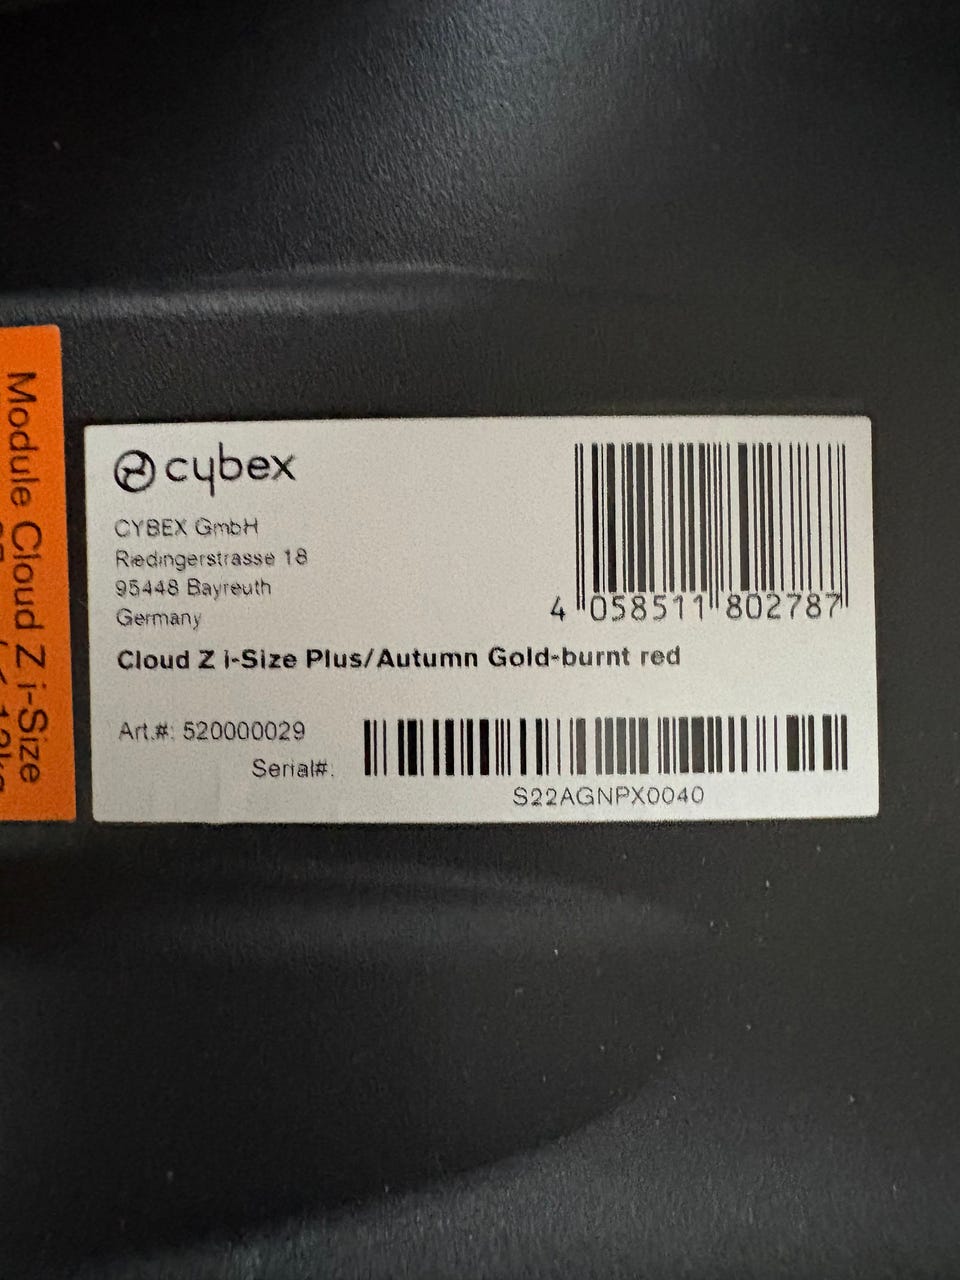 cybex
CYBEX GmbH
Riedingerstrasse 18
95448 Bayreuth
Germany
4 058511 802787
Cloud Z i-Size Plus/Autumn Gold-burnt red
Art.#: 520000029
Serial#:
S22AGNPX0040
Module Cloud Z i-Size